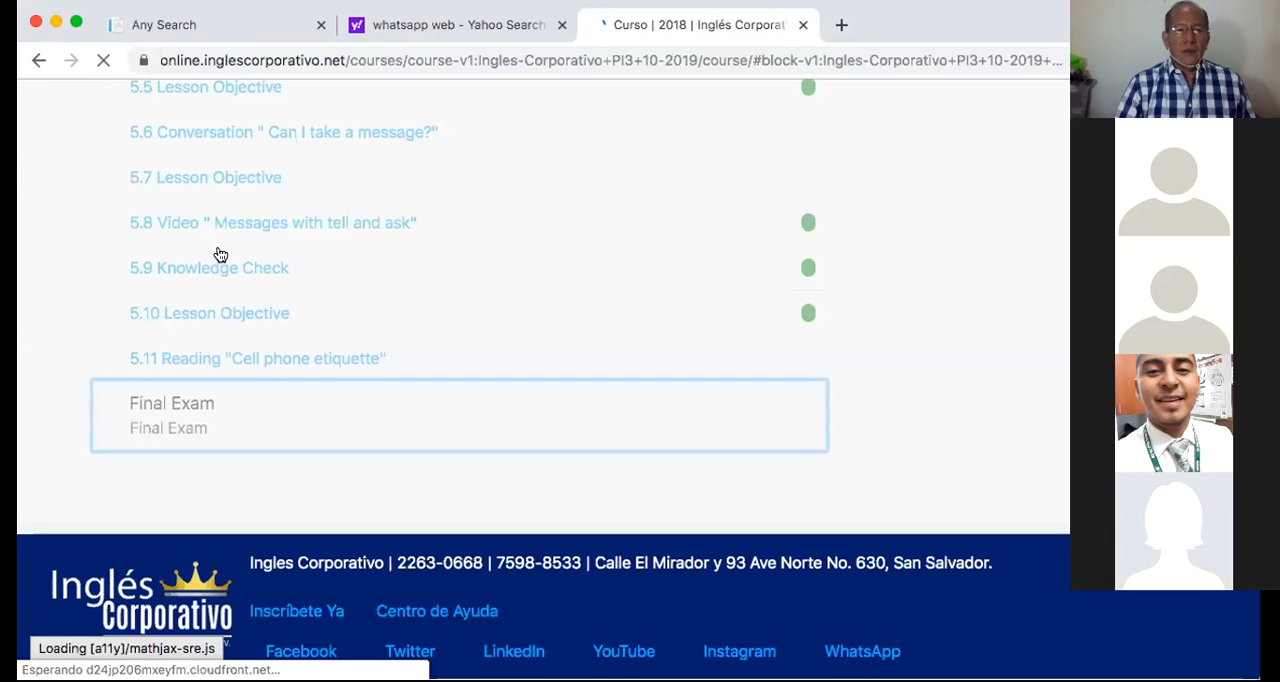 Any Search
whatsapp web - Yahoo Search
Curso | 2018 | Inglés Corporati
online.inglescorporativo.net/courses/course-v1:Ingles-Corporativo+PI3+10-2019/course/#block-v1:Ingles-Corporativo+PI3+10-2019+...
5.5 Lesson Objective
5.6 Conversation " Can I take a message?"
5.7 Lesson Objective
5.8 Video " Messages with tell and ask"
5.9 Knowledge Check
5.10 Lesson Objective
5.11 Reading "Cell phone etiquette"
Final Exam
Final Exam
Ingles Corporativo | 2263-0668 | 7598-8533 | Calle El Mirador y 93 Ave Norte No. 630, San Salvador.
Inglés
Corporativo
Inscríbete Ya Centro de Ayuda
Facebook Twitter LinkedIn YouTube Instagram WhatsApp
Loading [a11y]/mathjax-sre.js
Esperando d24jp206mxeyfm.cloudfront.net...